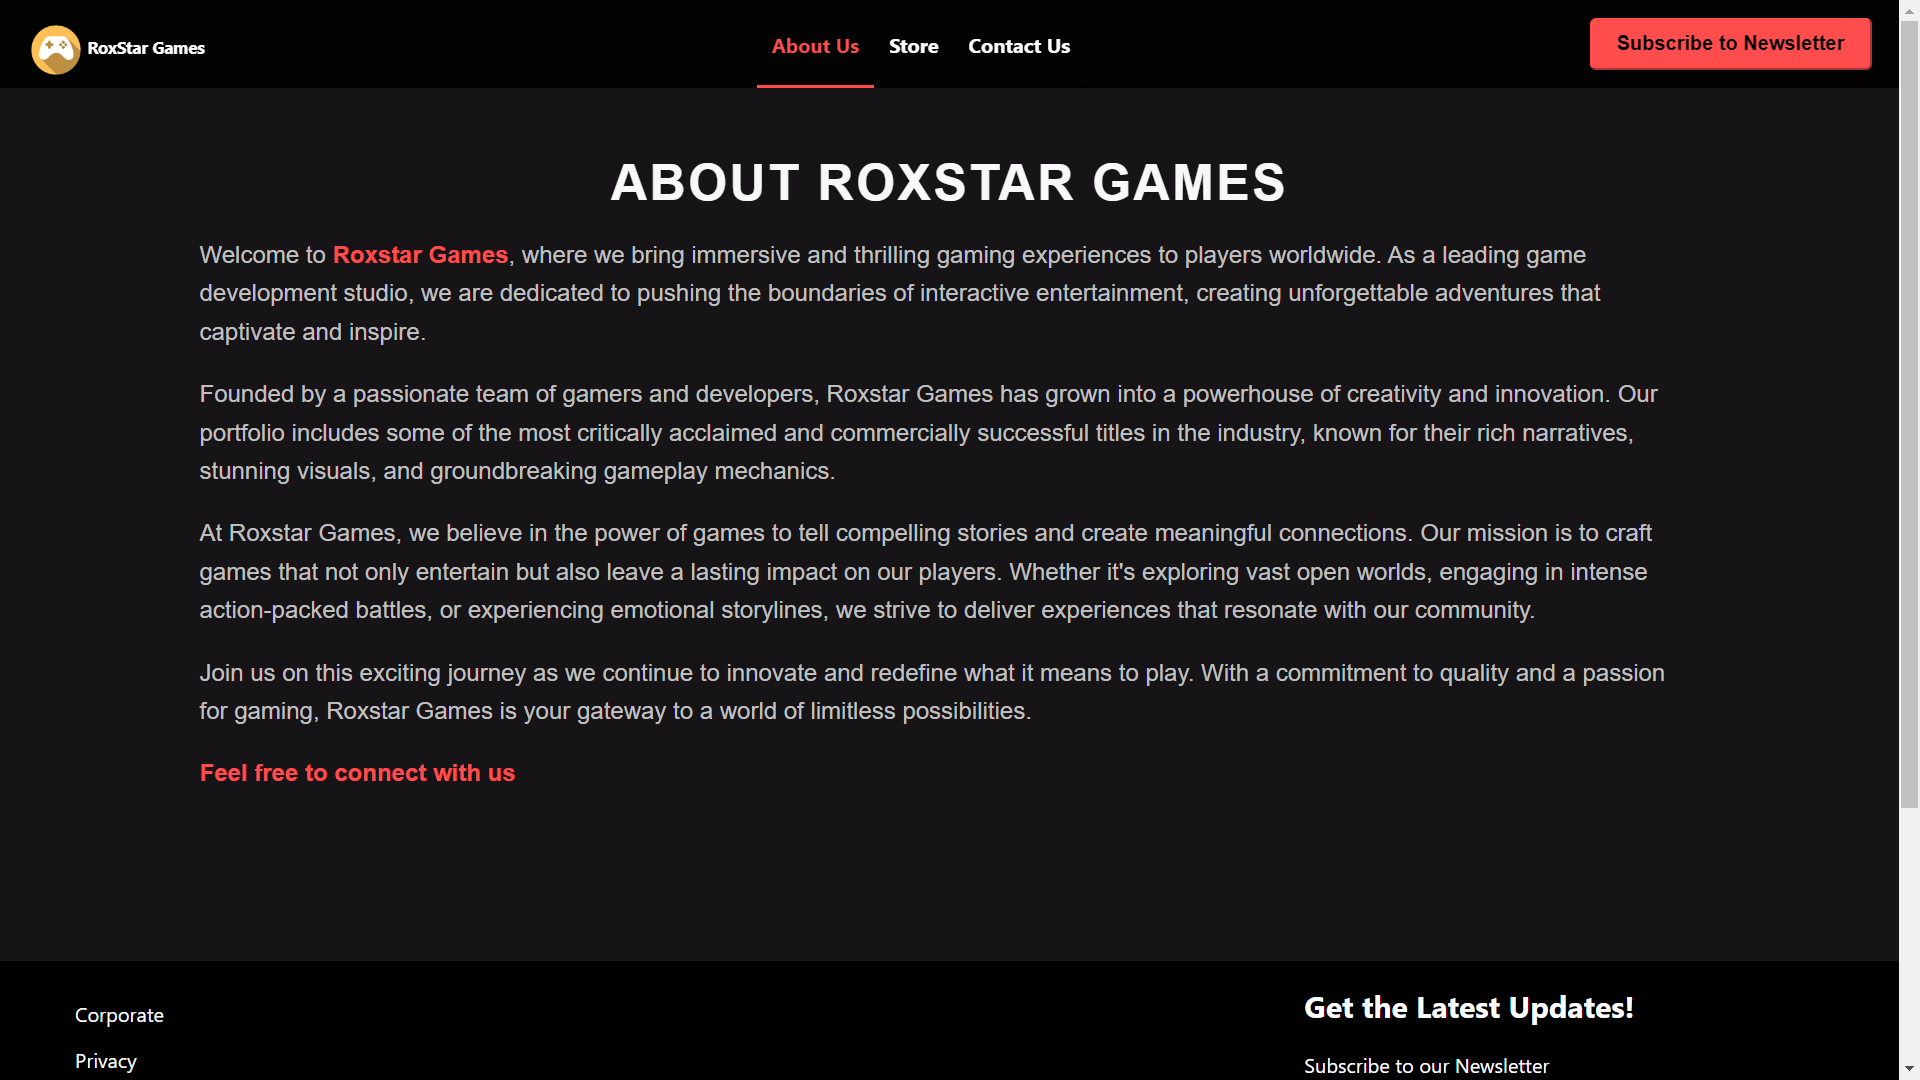 RoxStar Games
About Us
Store
Contact Us
Subscribe to Newsletter
ABOUT ROXSTAR GAMES
Welcome to Roxstar Games, where we bring immersive and thrilling gaming experiences to players worldwide. As a leading game
development studio, we are dedicated to pushing the boundaries of interactive entertainment, creating unforgettable adventures that
captivate and inspire.
Founded by a passionate team of gamers and developers, Roxstar Games has grown into a powerhouse of creativity and innovation. Our
portfolio includes some of the most critically acclaimed and commercially successful titles in the industry, known for their rich narratives,
stunning visuals, and groundbreaking gameplay mechanics.
At Roxstar Games, we believe in the power of games to tell compelling stories and create meaningful connections. Our mission is to craft
games that not only entertain but also leave a lasting impact on our players. Whether it's exploring vast open worlds, engaging in intense
action-packed battles, or experiencing emotional storylines, we strive to deliver experiences that resonate with our community.
Join us on this exciting journey as we continue to innovate and redefine what it means to play. With a commitment to quality and a passion
for gaming, Roxstar Games is your gateway to a world of limitless possibilities.
Feel free to connect with us
Corporate
Privacy
Get the Latest Updates!
Subscribe to our Newsletter